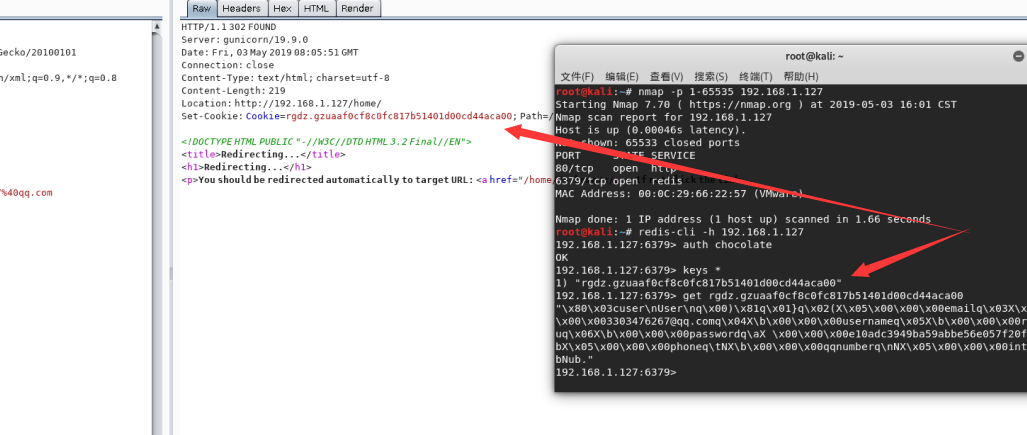 Raw Headers Hex HTML Render
HTTP/1.1 302 FOUND
Server: gunicorn/19.9.0
Date: Fri, 03 May 2019 08:05:51 GMT
Connection: close
Content-Type: text/html; charset=utf-8
Content-Length: 219
Location: http://192.168.1.127/home/
Set-Cookie: Cookie=rgdz.gzuaaf0cf8c0fc817b51401d00cd44aca00; Path=/
<!DOCTYPE HTML PUBLIC "-//W3C//DTD HTML 3.2 Final//EN">
<title>Redirecting...</title>
<h1>Redirecting...</h1>
<p>You should be redirected automatically to target URL: <a href="/home/
Gecko/20100101
n/xml;q=0.9,*/*;q=0.8
%40qq.com
root@kali: ~
文件(F) 编辑(E) 查看(V) 搜索(S) 终端(T) 帮助(H)
root@kali:~# nmap -p 1-65535 192.168.1.127
Starting Nmap 7.70 ( https://nmap.org ) at 2019-05-03 16:01 CST
Nmap scan report for 192.168.1.127
Host is up (0.00046s latency).
Not shown: 65533 closed ports
PORT STATE SERVICE
80/tcp open http
6379/tcp open redis
MAC Address: 00:0C:29:66:22:57 (VMware)
Nmap done: 1 IP address (1 host up) scanned in 1.66 seconds
root@kali:~# redis-cli -h 192.168.1.127
192.168.1.127:6379> auth chocolate
OK
192.168.1.127:6379> keys *
1) "rgdz.gzuaaf0cf8c0fc817b51401d00cd44aca00"
192.168.1.127:6379> get rgdz.gzuaaf0cf8c0fc817b51401d00cd44aca00
"\x80\x03cuser\nUser\nq\x00)\x81q\x01}q\x02(X\x05\x00\x00\x00emailq\x03X\x
\x00\x003303476267@qq.comq\x04X\b\x00\x00\x00usernameq\x05X\b\x00\x00\x00r
uq\x06X\b\x00\x00\x00passwordq\aX \x00\x00\x00e10adc3949ba59abbe56e057f20f
bX\x05\x00\x00\x00phoneq\tNX\b\x00\x00\x00qqnumberq\nNX\x05\x00\x00\x00int
bNub."
192.168.1.127:6379>